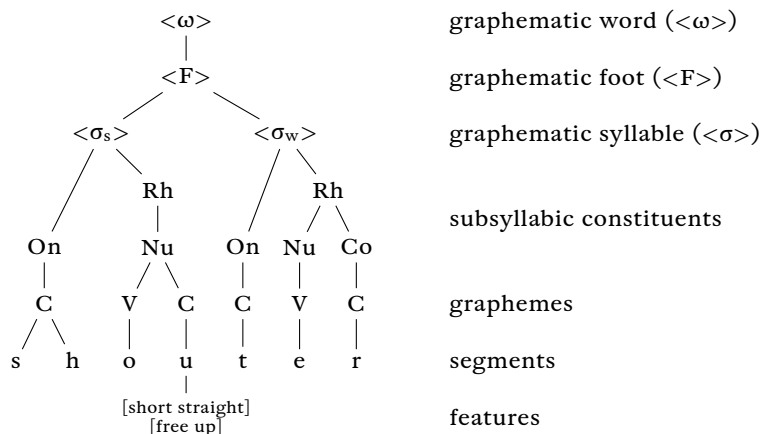 <ω> graphematic word (<ω>)
<F> graphematic foot (<F>)
<σs> <σw> graphematic syllable (<σ>)
Rh Rh
subsyllabic constituents
On Nu On Nu Co
C V C C V C graphemes
s h o u t e r segments
[short straight]
[free up] features